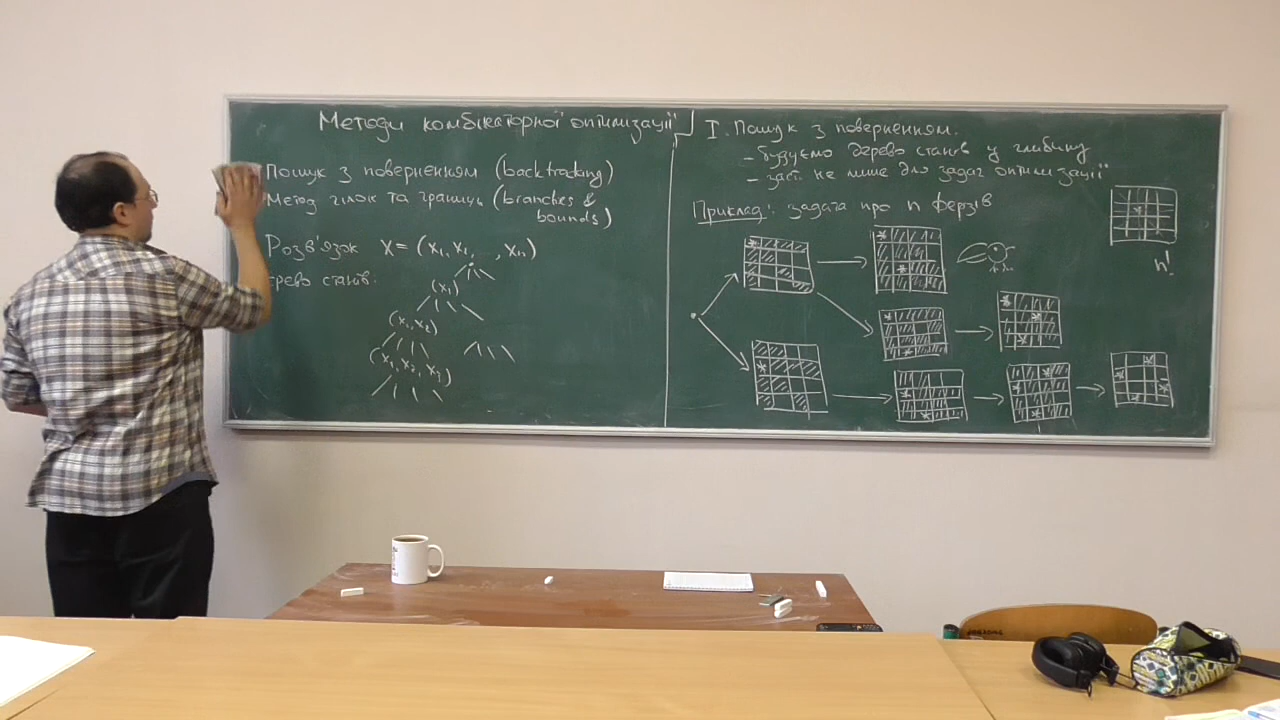 Методи комбінаторної оптимізації
Пошук з поверненням (backtracking)
Метод гілок та границь (branches &
bounds)
Розв'язок X = (x₁, x₂, , xₙ)
ерево станів.
(x₁)
(x₁, x₂)
(x₁, x₂, x₃)
I. Пошук з поверненням.
- будуємо дерево станів у глибину
- заст. не лише для задач оптимізації
Приклад: задача про n ферзів
n!